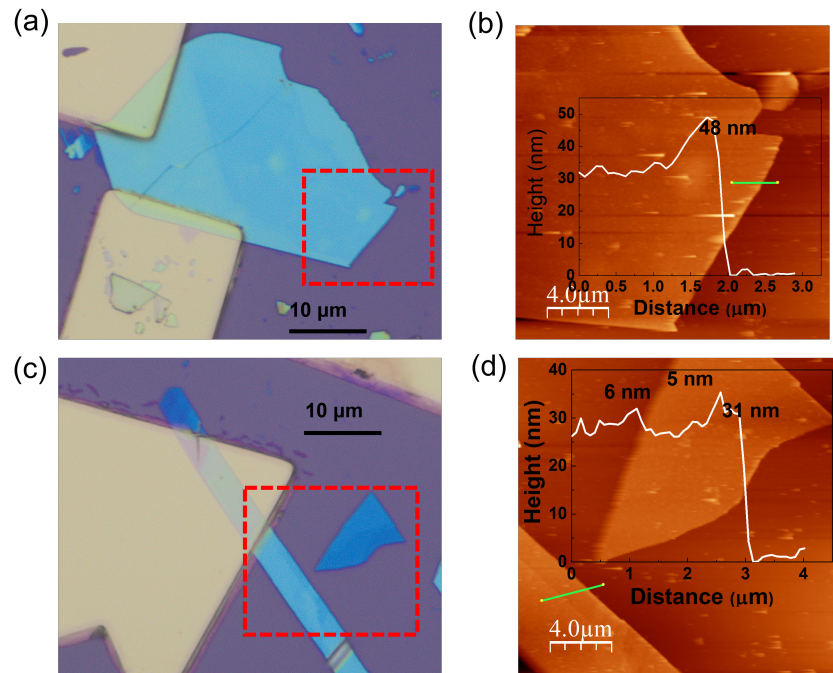 (a)
10 µm
(b)
Height (nm)
50
40
30
20
10
0
48 nm
0.0 0.5 1.0 1.5 2.0 2.5 3.0
Distance (µm)
4.0µm
(c)
10 µm
(d)
Height (nm)
40
30
20
10
0
6 nm
5 nm
31 nm
0 1 2 3 4
Distance (µm)
4.0µm